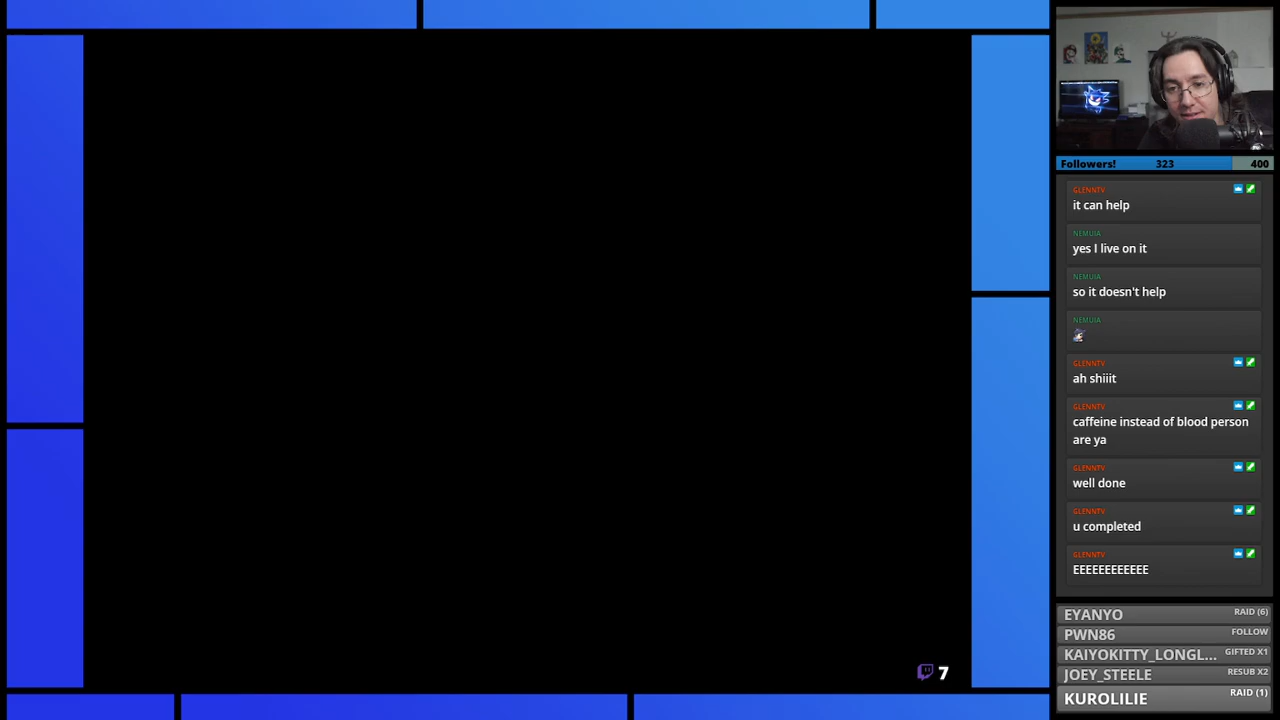 Followers! 323 400
GLENNTV
it can help
NEMUIA
yes I live on it
NEMUIA
so it doesn't help
NEMUIA
GLENNTV
ah shiiit
GLENNTV
caffeine instead of blood person
are ya
GLENNTV
well done
GLENNTV
u completed
GLENNTV
EEEEEEEEEEEE
7
EYANYO RAID (6)
PWN86 FOLLOW
KAIYOKITTY_LONGL... GIFTED X1
JOEY_STEELE RESUB X2
KUROLILIE RAID (1)